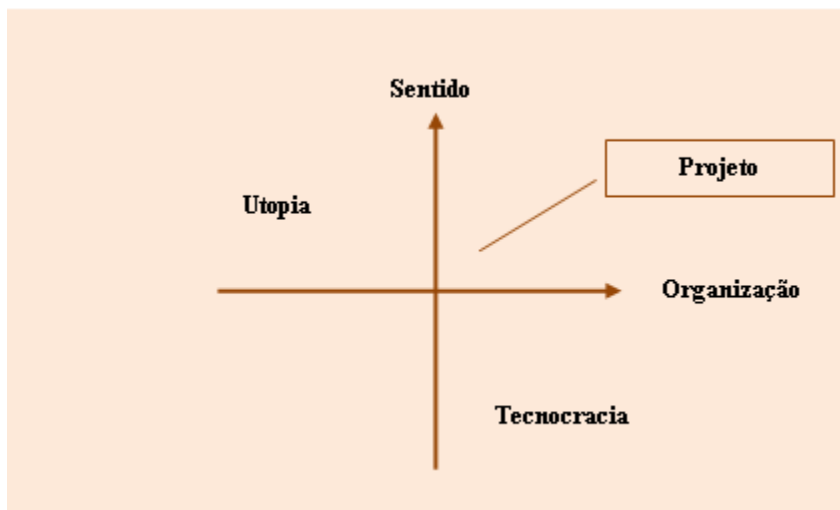 Sentido
Projeto
Utopia
Organização
Tecnocracia